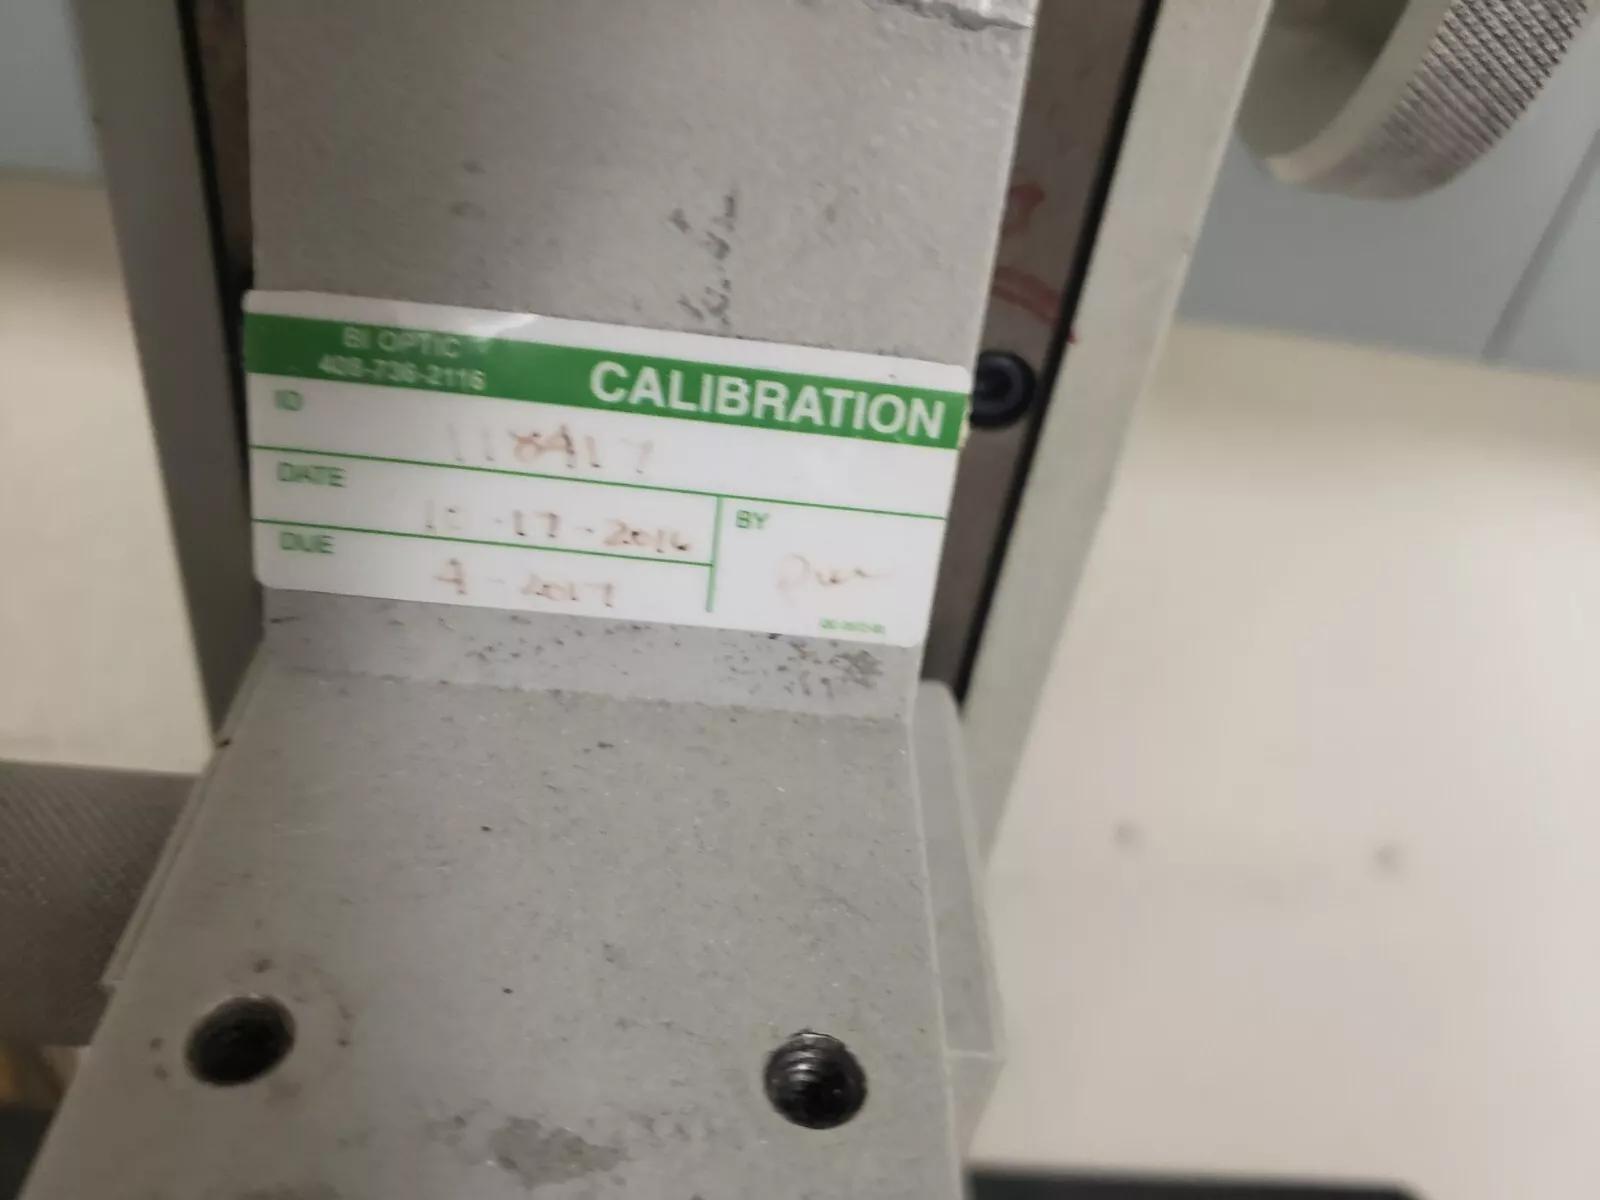 BI OPTIC
408-736-2116
CALIBRATION
ID 118417
DATE 10-17-2016
BY
DUE 4-2017